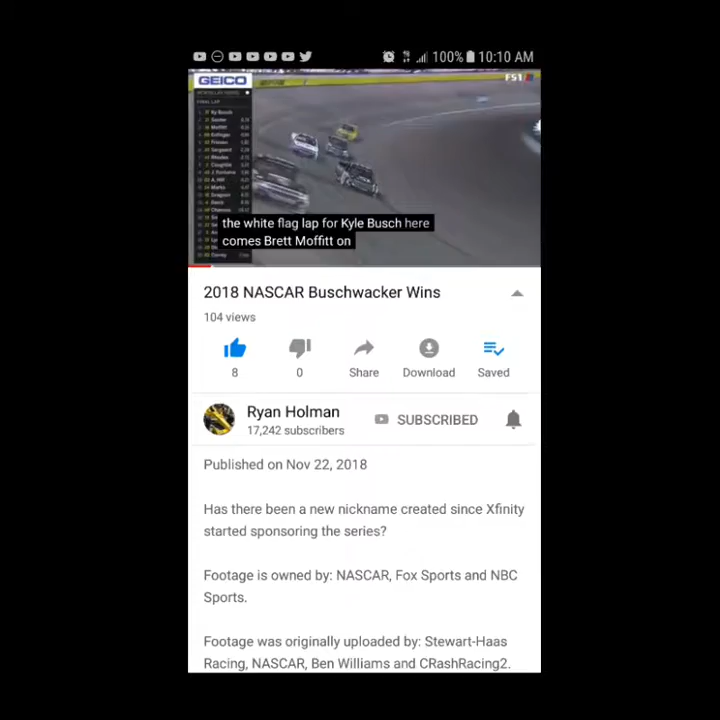 100% 10:10 AM
GEICO
FS1
FINAL LAP
the white flag lap for Kyle Busch here
comes Brett Moffitt on
2018 NASCAR Buschwacker Wins
104 views
8
0
Share
Download
Saved
Ryan Holman
17,242 subscribers
SUBSCRIBED
Published on Nov 22, 2018
Has there been a new nickname created since Xfinity
started sponsoring the series?
Footage is owned by: NASCAR, Fox Sports and NBC
Sports.
Footage was originally uploaded by: Stewart-Haas
Racing, NASCAR, Ben Williams and CRashRacing2.